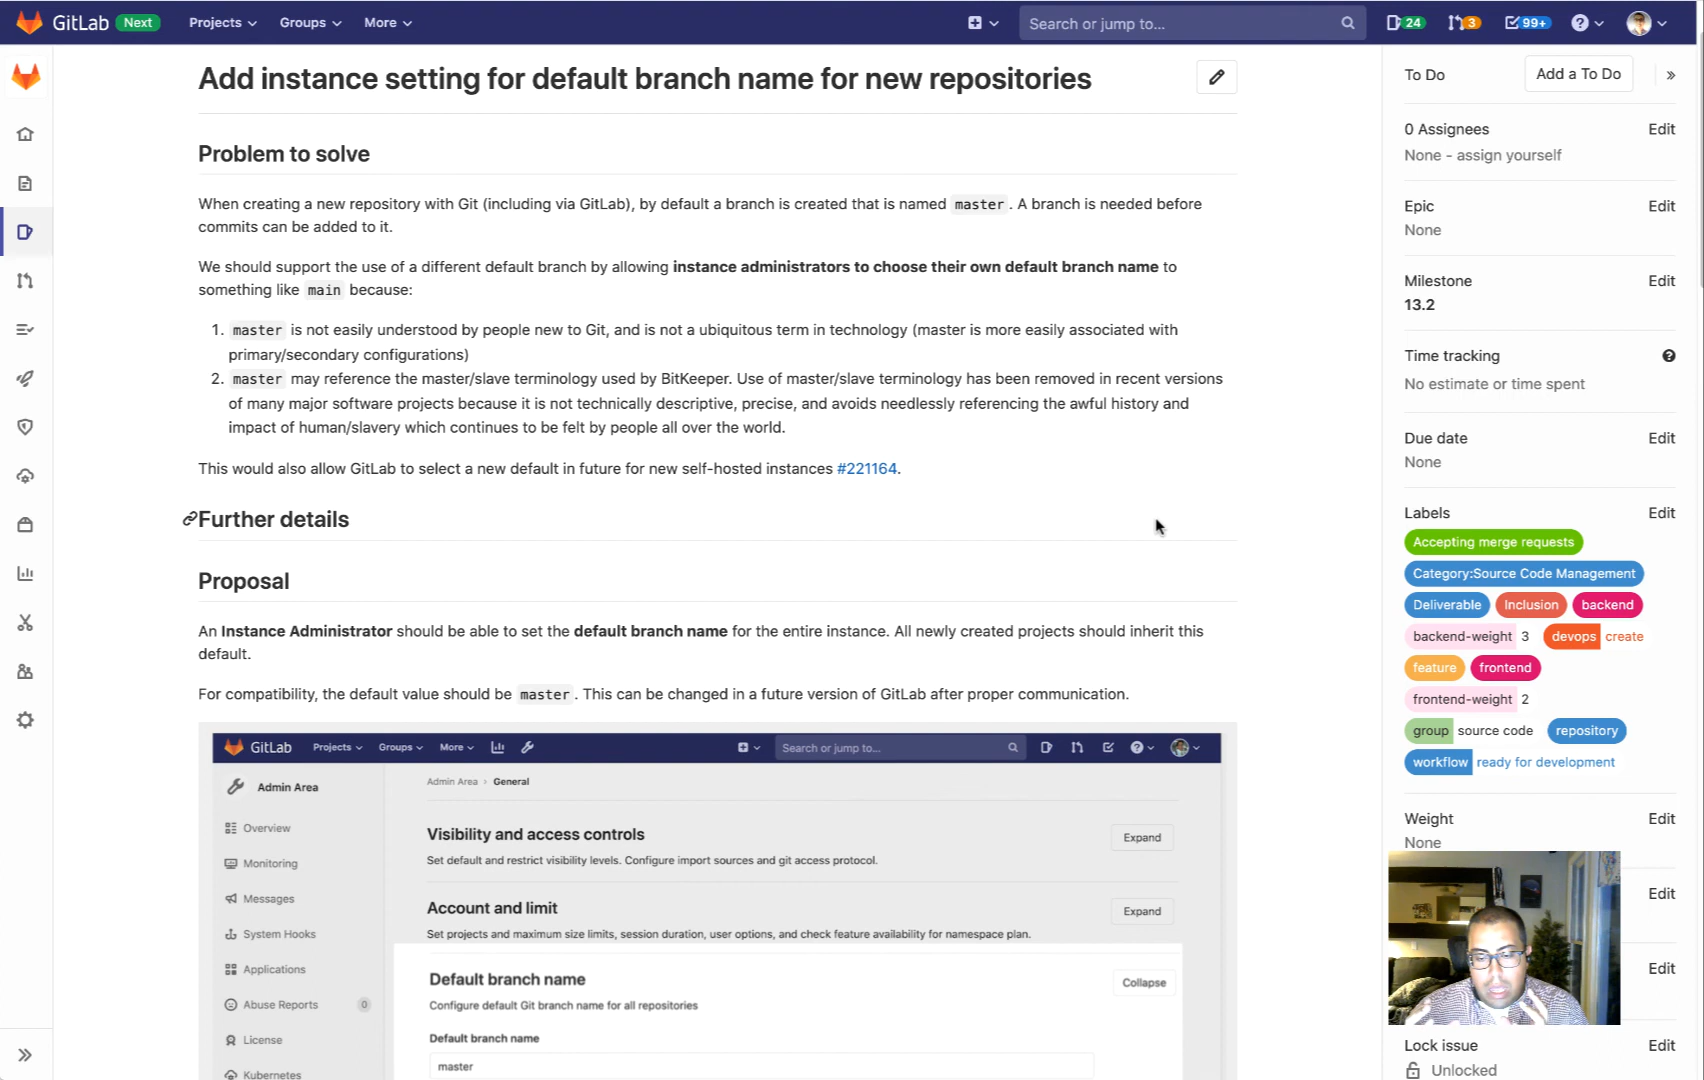 GitLab Next Projects Groups More Search or jump to... 24 3 99+
Add instance setting for default branch name for new repositories
Problem to solve
When creating a new repository with Git (including via GitLab), by default a branch is created that is named master . A branch is needed before
commits can be added to it.
We should support the use of a different default branch by allowing instance administrators to choose their own default branch name to
something like main because:
1. master is not easily understood by people new to Git, and is not a ubiquitous term in technology (master is more easily associated with
primary/secondary configurations)
2. master may reference the master/slave terminology used by BitKeeper. Use of master/slave terminology has been removed in recent versions
of many major software projects because it is not technically descriptive, precise, and avoids needlessly referencing the awful history and
impact of human/slavery which continues to be felt by people all over the world.
This would also allow GitLab to select a new default in future for new self-hosted instances #221164.
Further details
Proposal
An Instance Administrator should be able to set the default branch name for the entire instance. All newly created projects should inherit this
default.
For compatibility, the default value should be master . This can be changed in a future version of GitLab after proper communication.
GitLab Projects Groups More Search or jump to...
Admin Area
Overview
Monitoring
Messages
System Hooks
Applications
Abuse Reports 0
License
Kubernetes
Admin Area > General
Visibility and access controls Expand
Set default and restrict visibility levels. Configure import sources and git access protocol.
Account and limit Expand
Set projects and maximum size limits, session duration, user options, and check feature availability for namespace plan.
Default branch name Collapse
Configure default Git branch name for all repositories
Default branch name
master
To Do Add a To Do »
0 Assignees Edit
None - assign yourself
Epic Edit
None
Milestone Edit
13.2
Time tracking
No estimate or time spent
Due date Edit
None
Labels Edit
Accepting merge requests
Category:Source Code Management
Deliverable Inclusion backend
backend-weight 3 devops create
feature frontend
frontend-weight 2
group source code repository
workflow ready for development
Weight Edit
None
Edit
Edit
Lock issue Edit
Unlocked